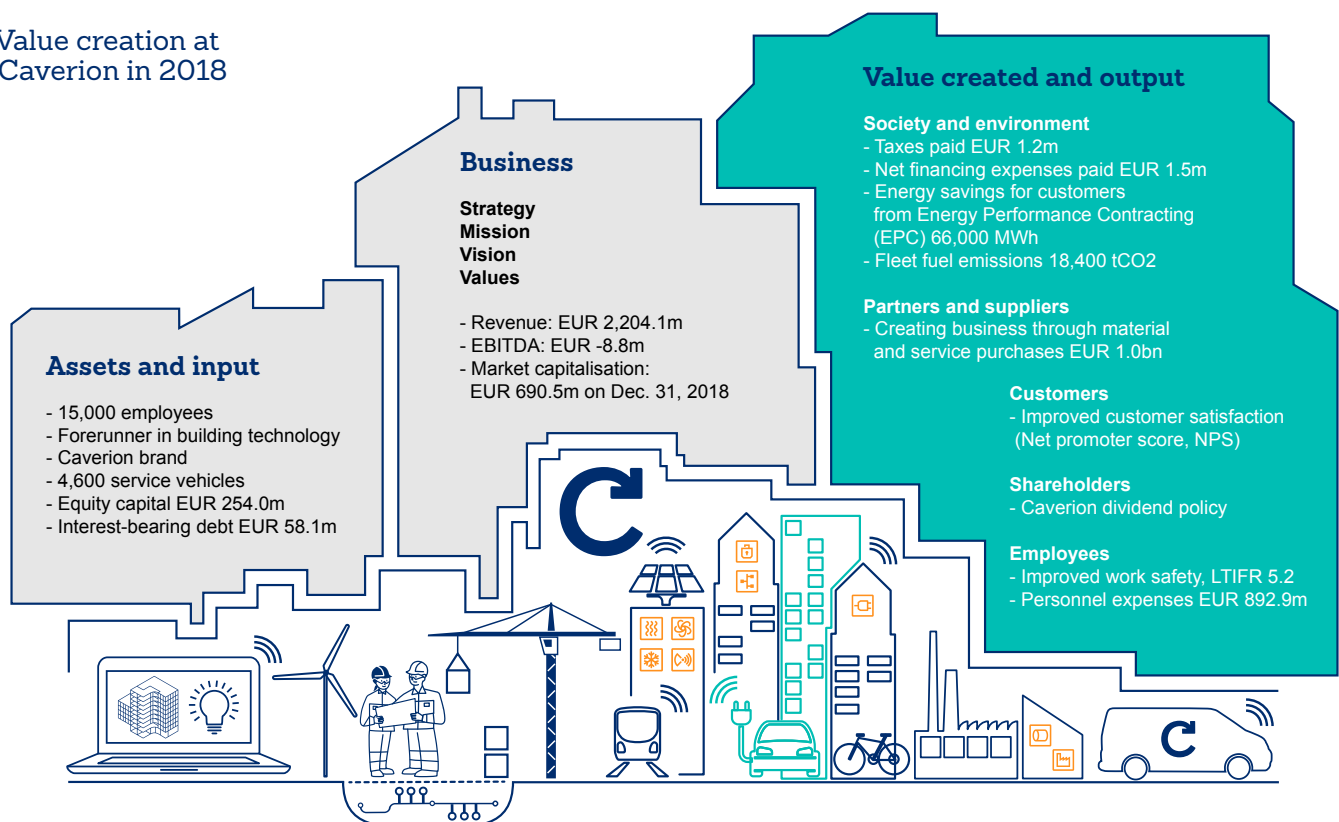 Value creation at
Caverion in 2018
Assets and input
- 15,000 employees
- Forerunner in building technology
- Caverion brand
- 4,600 service vehicles
- Equity capital EUR 254.0m
- Interest-bearing debt EUR 58.1m
Business
Strategy
Mission
Vision
Values
- Revenue: EUR 2,204.1m
- EBITDA: EUR -8.8m
- Market capitalisation:
EUR 690.5m on Dec. 31, 2018
Value created and output
Society and environment
- Taxes paid EUR 1.2m
- Net financing expenses paid EUR 1.5m
- Energy savings for customers
from Energy Performance Contracting
(EPC) 66,000 MWh
- Fleet fuel emissions 18,400 tCO2
Partners and suppliers
- Creating business through material
and service purchases EUR 1.0bn
Customers
- Improved customer satisfaction
(Net promoter score, NPS)
Shareholders
- Caverion dividend policy
Employees
- Improved work safety, LTIFR 5.2
- Personnel expenses EUR 892.9m